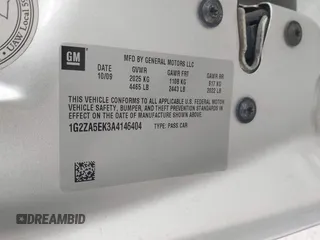 UAW
GM
MFD BY GENERAL MOTORS LLC
DATE GVWR GAWR FRT GAWR RR
10/09 2025 KG 1108 KG 917 KG
4465 LB 2443 LB 2022 LB
THIS VEHICLE CONFORMS TO ALL APPLICABLE U.S. FEDERAL MOTOR
VEHICLE SAFETY, BUMPER, AND THEFT PREVENTION STANDARDS
IN EFFECT ON THE DATE OF MANUFACTURE SHOWN ABOVE.
1G2ZA5EK3A4146404 TYPE: PASS CAR
DREAMBID